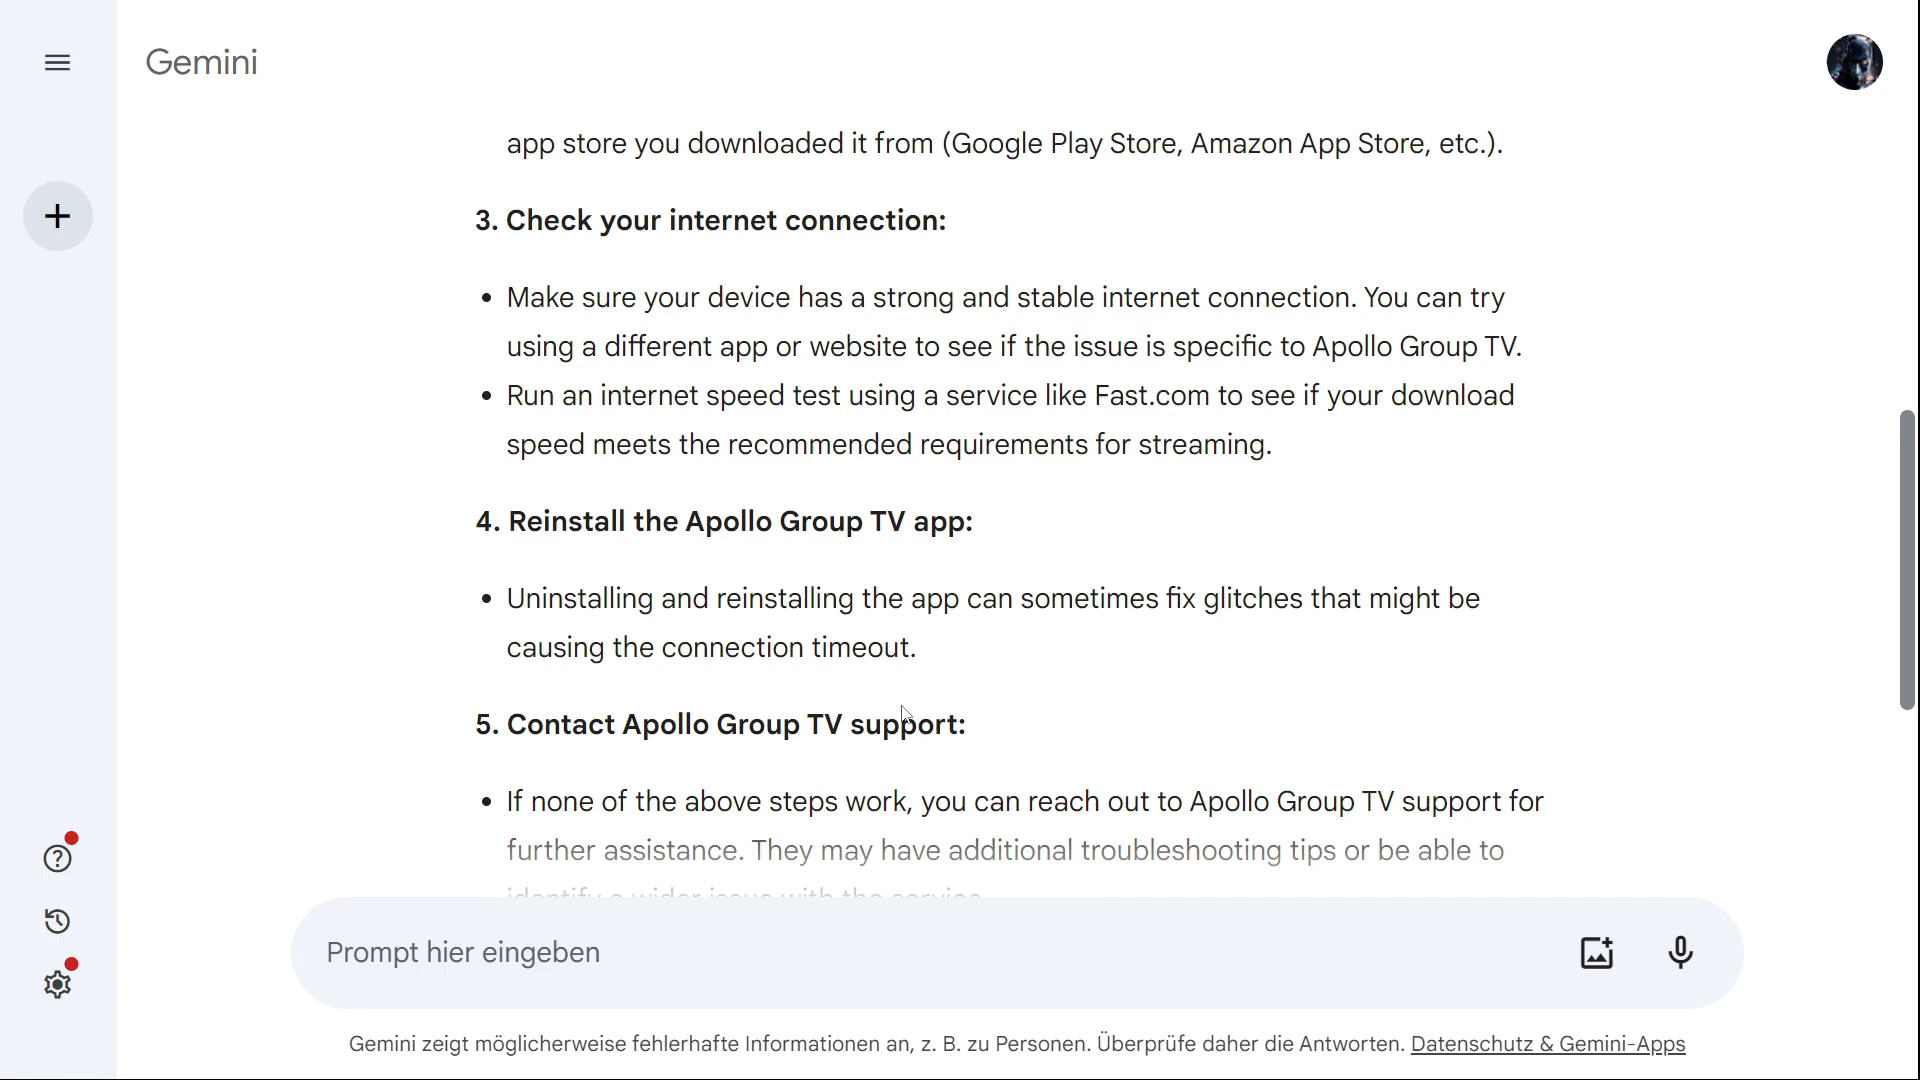 Gemini
app store you downloaded it from (Google Play Store, Amazon App Store, etc.).
3. Check your internet connection:
• Make sure your device has a strong and stable internet connection. You can try
using a different app or website to see if the issue is specific to Apollo Group TV.
• Run an internet speed test using a service like Fast.com to see if your download
speed meets the recommended requirements for streaming.
4. Reinstall the Apollo Group TV app:
• Uninstalling and reinstalling the app can sometimes fix glitches that might be
causing the connection timeout.
5. Contact Apollo Group TV support:
• If none of the above steps work, you can reach out to Apollo Group TV support for
further assistance. They may have additional troubleshooting tips or be able to
identify a wider issue with the service.
Prompt hier eingeben
Gemini zeigt möglicherweise fehlerhafte Informationen an, z. B. zu Personen. Überprüfe daher die Antworten. Datenschutz & Gemini-Apps